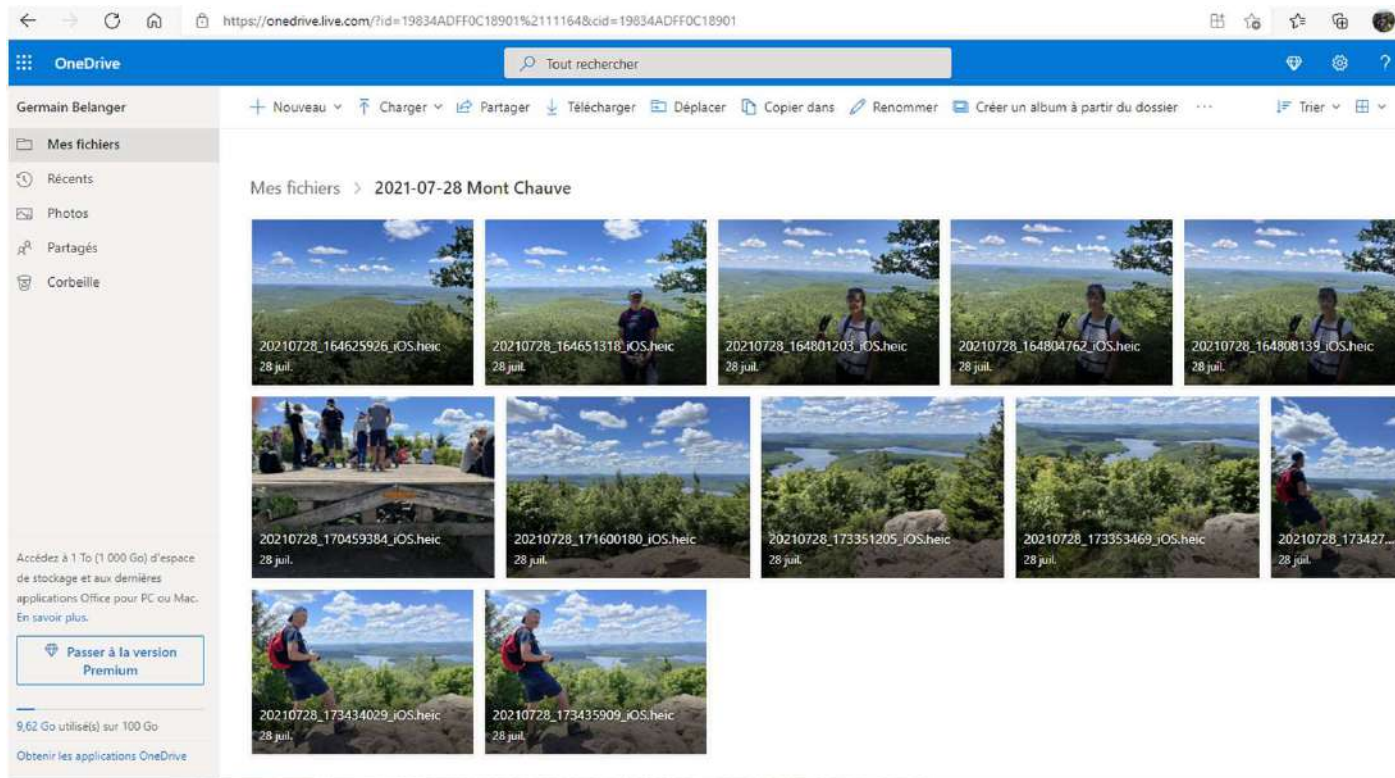 https://onedrive.live.com/?id=19834ADFF0C18901%2111164&cid=19834ADFF0C18901
OneDrive
Tout rechercher
?
Germain Belanger
Nouveau
Charger
Partager
Télécharger
Déplacer
Copier dans
Renommer
Créer un album à partir du dossier
...
Trier
Mes fichiers
Récents
Photos
Partagés
Corbeille
Mes fichiers > 2021-07-28 Mont Chauve
20210728_164625926_iOS.heic
28 juil.
20210728_164651318_iOS.heic
28 juil.
20210728_164801203_iOS.heic
28 juil.
20210728_164804762_iOS.heic
28 juil.
20210728_164808139_iOS.heic
28 juil.
20210728_170459384_iOS.heic
28 juil.
20210728_171600180_iOS.heic
28 juil.
20210728_173351205_iOS.heic
28 juil.
20210728_173353469_iOS.heic
28 juil.
20210728_173427...
28 juil.
20210728_173434029_iOS.heic
28 juil.
20210728_173435909_iOS.heic
28 juil.
Accédez à 1 To (1 000 Go) d'espace
de stockage et aux dernières
applications Office pour PC ou Mac.
En savoir plus.
Passer à la version
Premium
9,62 Go utilisé(s) sur 100 Go
Obtenir les applications OneDrive